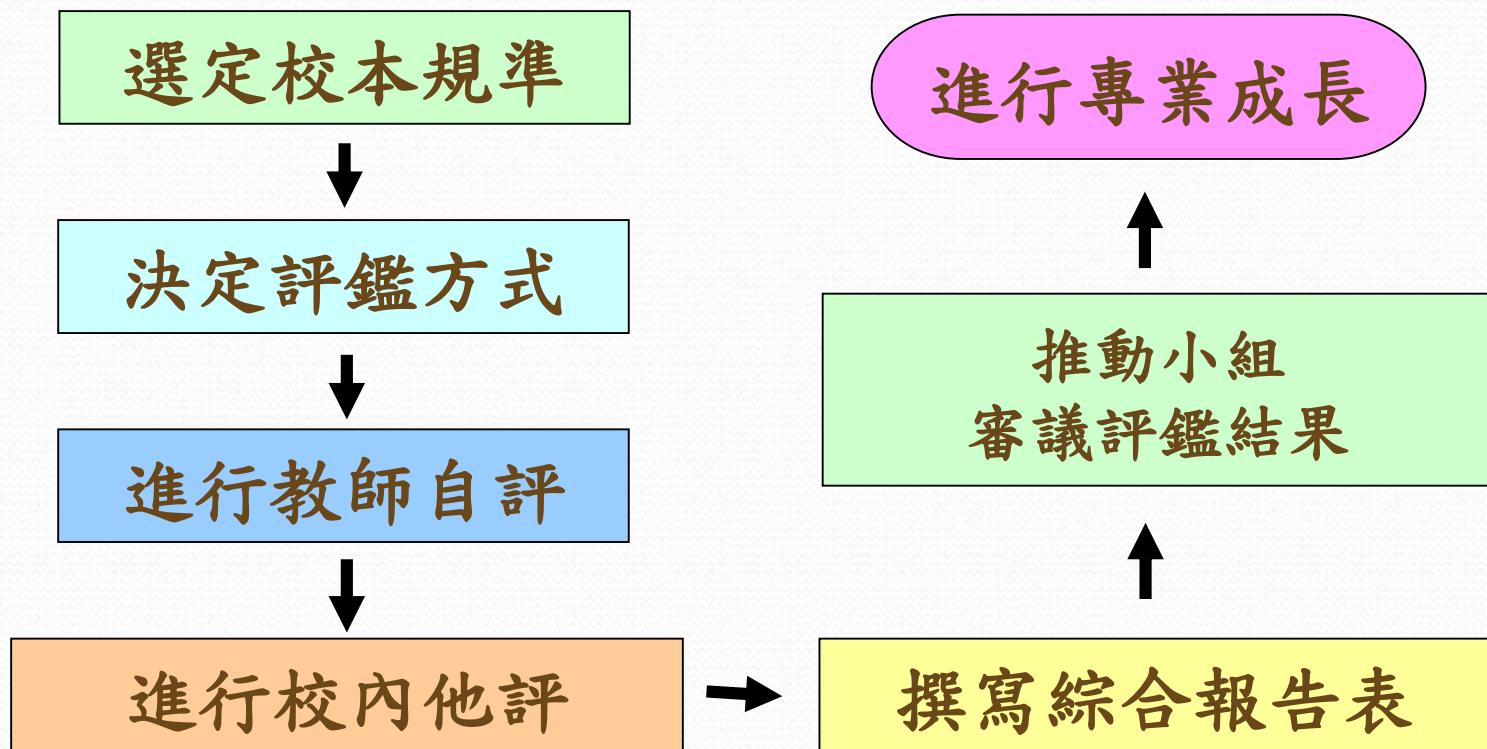 選定校本規準
決定評鑑方式
進行教師自評
進行校內他評
撰寫綜合報告表
推動小組
審議評鑑結果
進行專業成長